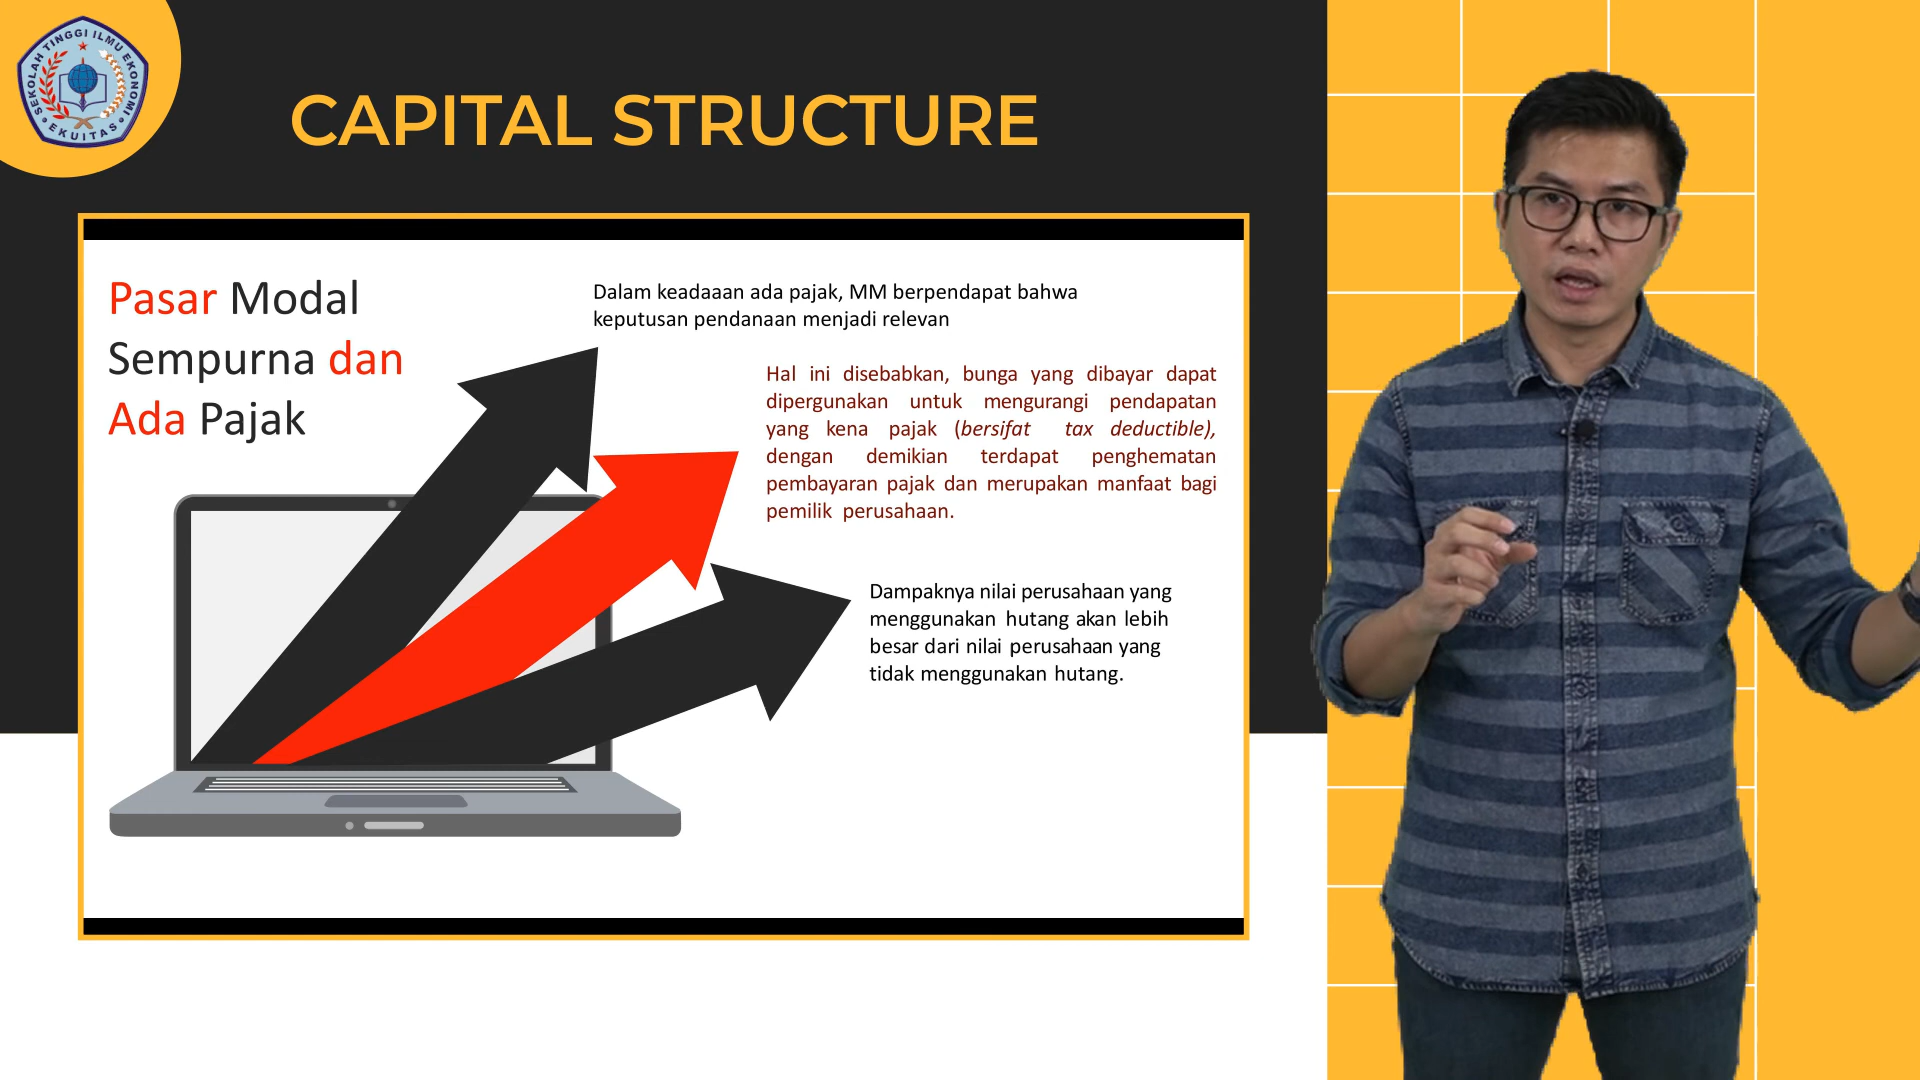 SEKOLAH TINGGI ILMU EKONOMI
EKUITAS
CAPITAL STRUCTURE
Pasar Modal
Sempurna dan
Ada Pajak
Dalam keadaaan ada pajak, MM berpendapat bahwa
keputusan pendanaan menjadi relevan
Hal ini disebabkan, bunga yang dibayar dapat
dipergunakan untuk mengurangi pendapatan
yang kena pajak (bersifat tax deductible),
dengan demikian terdapat penghematan
pembayaran pajak dan merupakan manfaat bagi
pemilik perusahaan.
Dampaknya nilai perusahaan yang
menggunakan hutang akan lebih
besar dari nilai perusahaan yang
tidak menggunakan hutang.